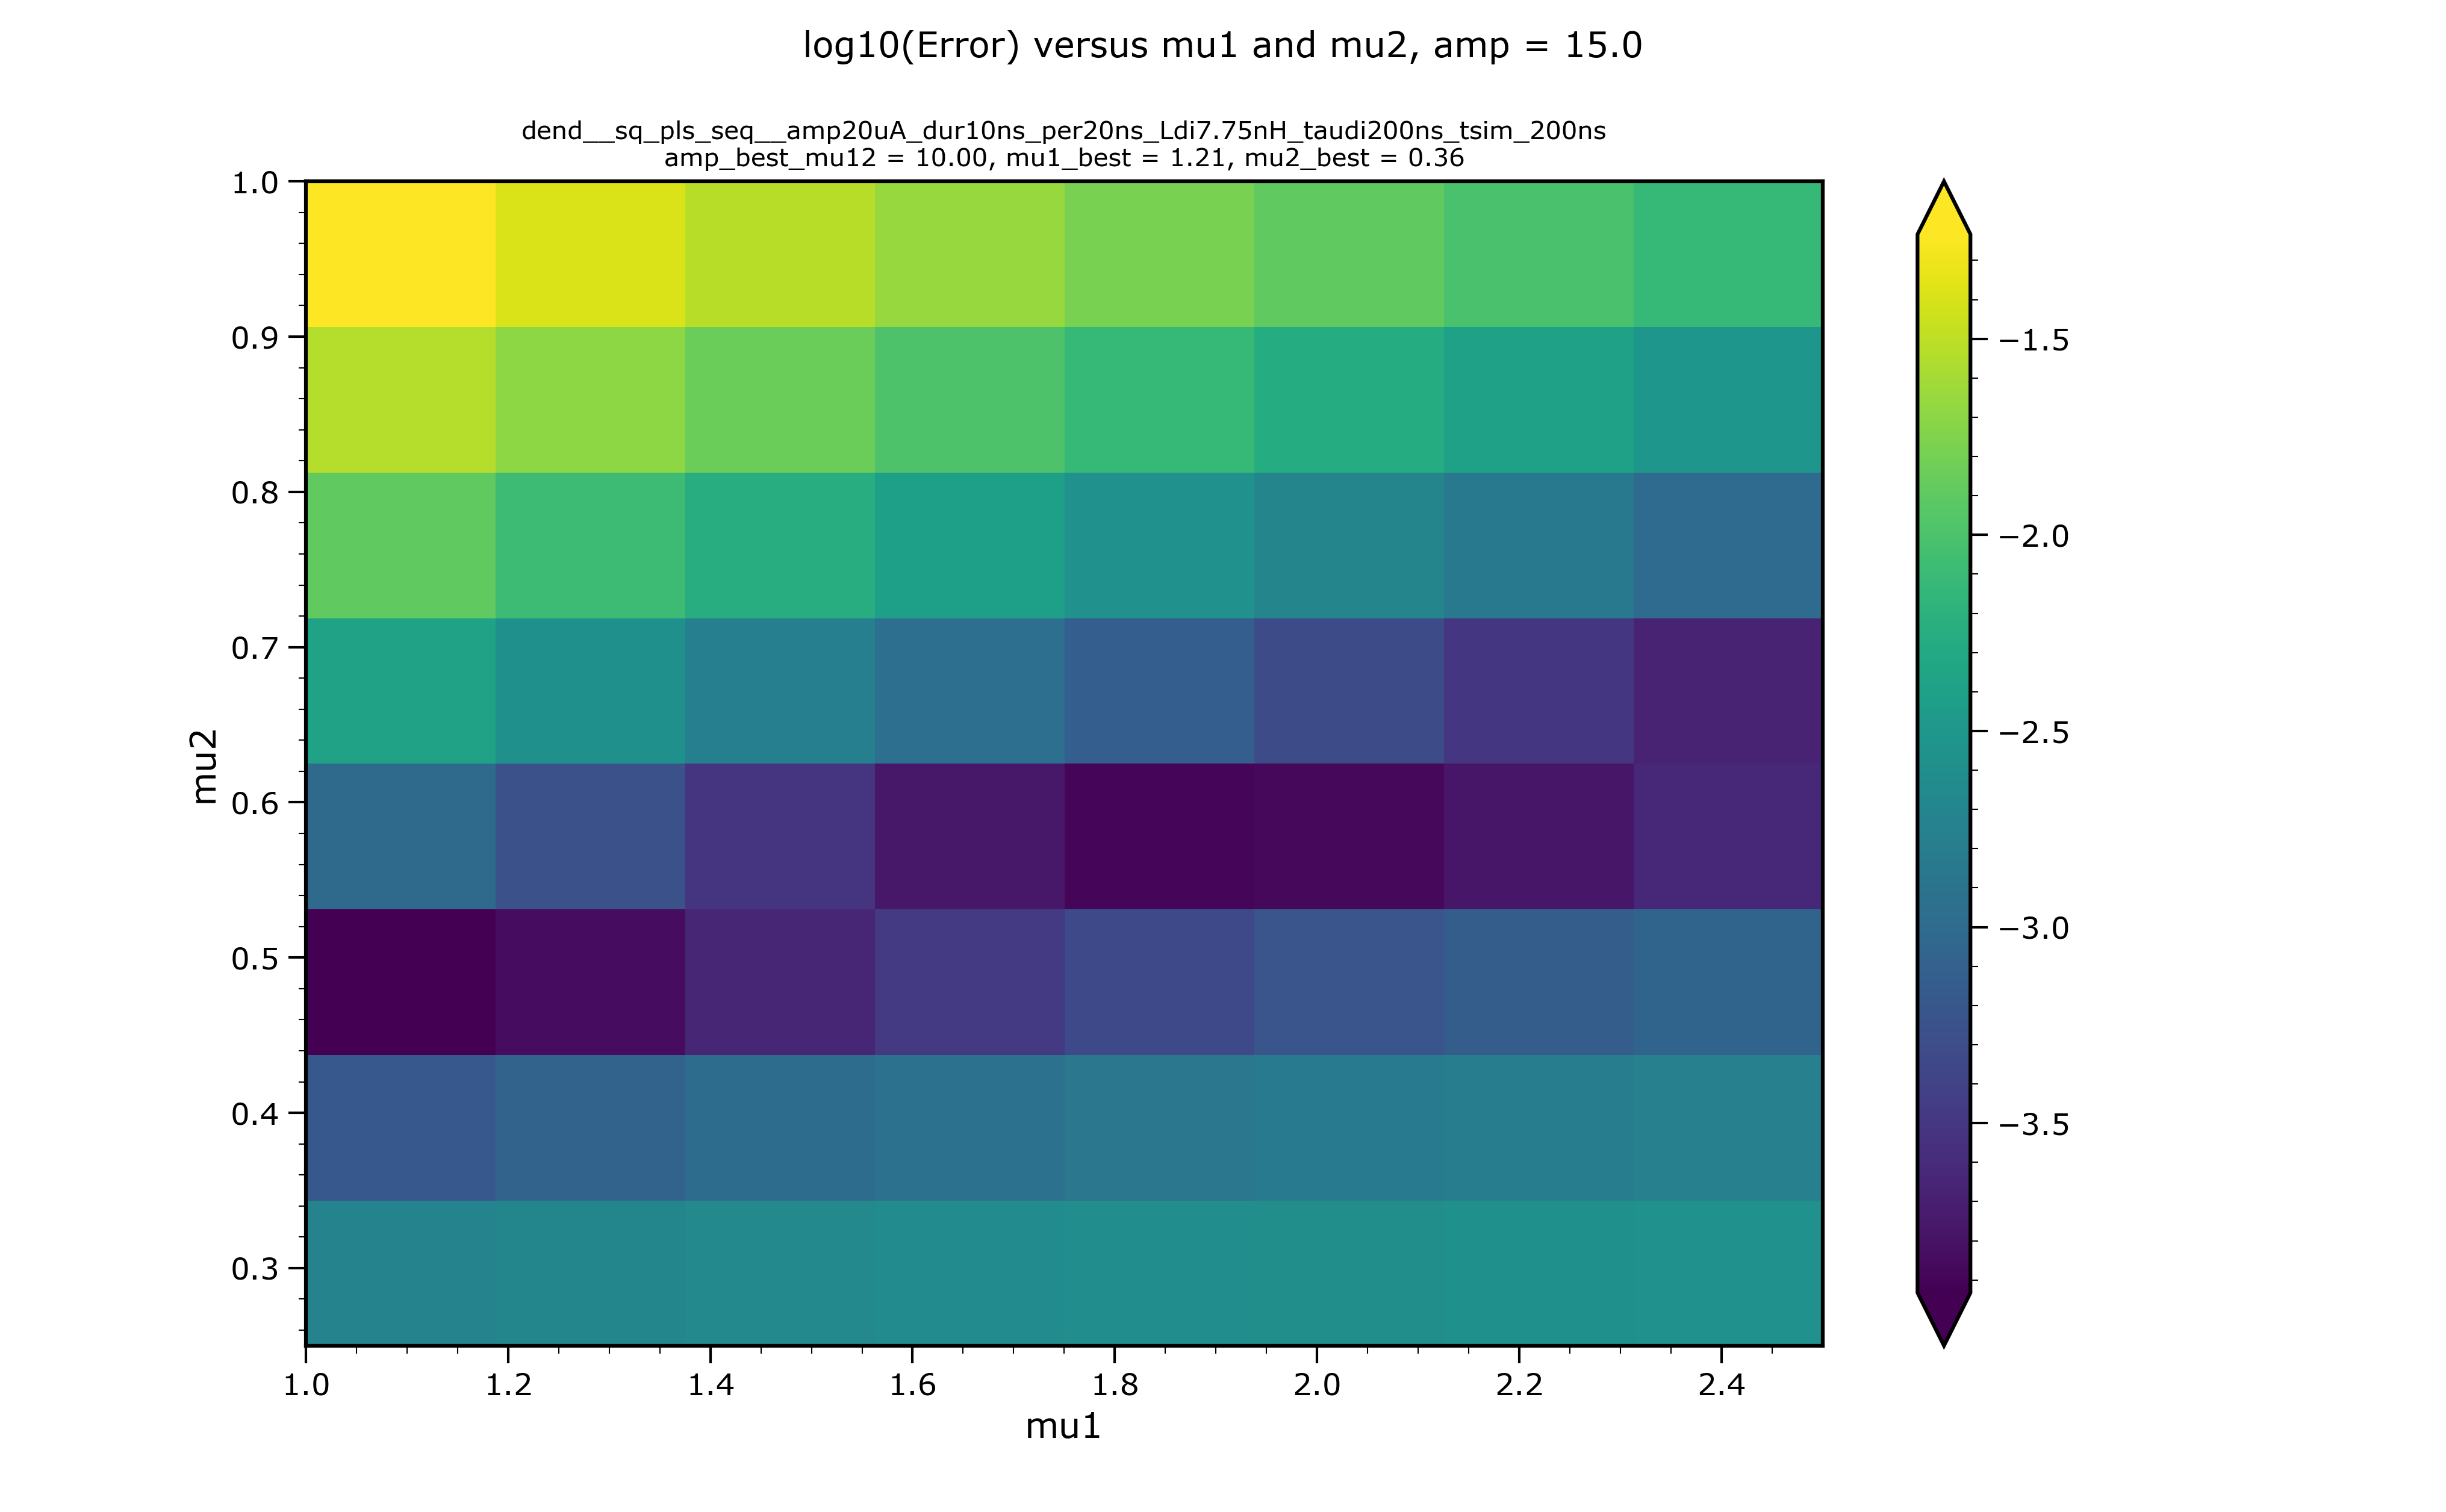 log10(Error) versus mu1 and mu2, amp = 15.0
dend__sq_pls_seq__amp20uA_dur10ns_per20ns_Ldi7.75nH_taudi200ns_tsim_200ns
amp_best_mu12 = 10.00, mu1_best = 1.21, mu2_best = 0.36
1.0
0.9
0.8
0.7
0.6
0.5
0.4
0.3
mu2
1.0 1.2 1.4 1.6 1.8 2.0 2.2 2.4
mu1
−1.5
−2.0
−2.5
−3.0
−3.5